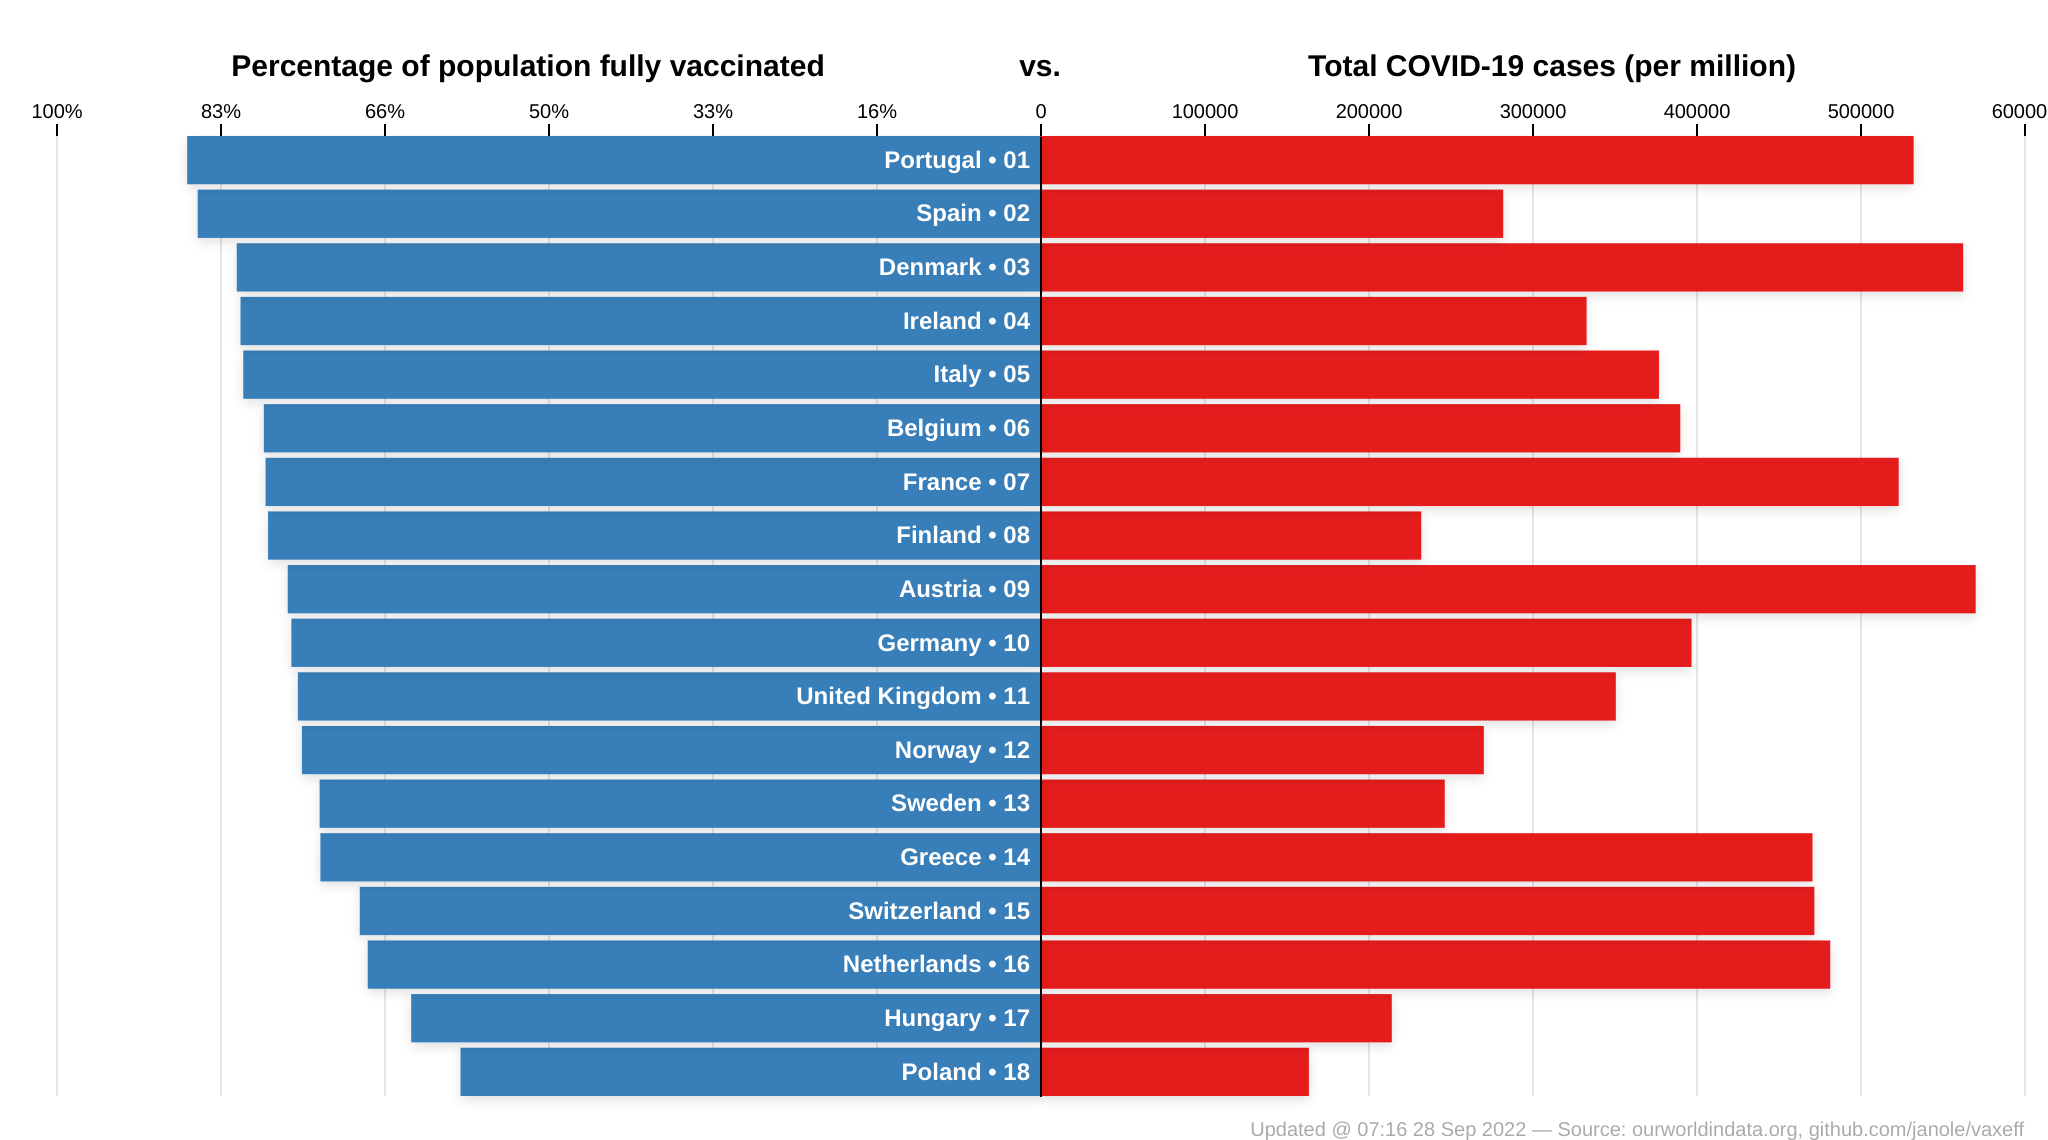 Percentage of population fully vaccinated vs. Total COVID-19 cases (per million)
100% 83% 66% 50% 33% 16% 0 100000 200000 300000 400000 500000 60000
Portugal • 01
Spain • 02
Denmark • 03
Ireland • 04
Italy • 05
Belgium • 06
France • 07
Finland • 08
Austria • 09
Germany • 10
United Kingdom • 11
Norway • 12
Sweden • 13
Greece • 14
Switzerland • 15
Netherlands • 16
Hungary • 17
Poland • 18
Updated @ 07:16 28 Sep 2022 — Source: ourworldindata.org, github.com/janole/vaxeff